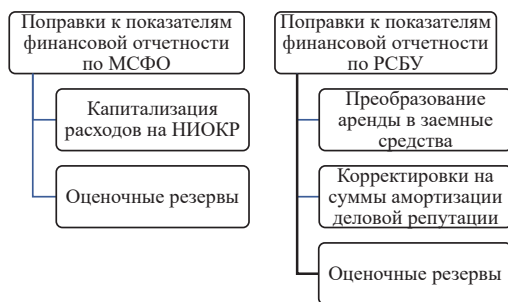 Поправки к показателям
финансовой отчетности
по МСФО
Капитализация
расходов на НИОКР
Оценочные резервы
Поправки к показателям
финансовой отчетности
по РСБУ
Преобразование
аренды в заемные
средства
Корректировки на
суммы амортизации
деловой репутации
Оценочные резервы